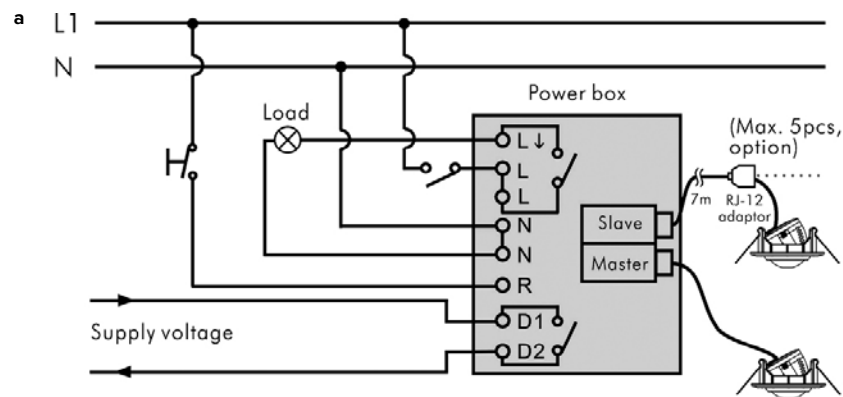 a
L1
N
Power box
Load
(Max. 5pcs,
option)
L↓
L
L
7m
RJ-12
adaptor
N
Slave
N
Master
R
Supply voltage
D1
D2